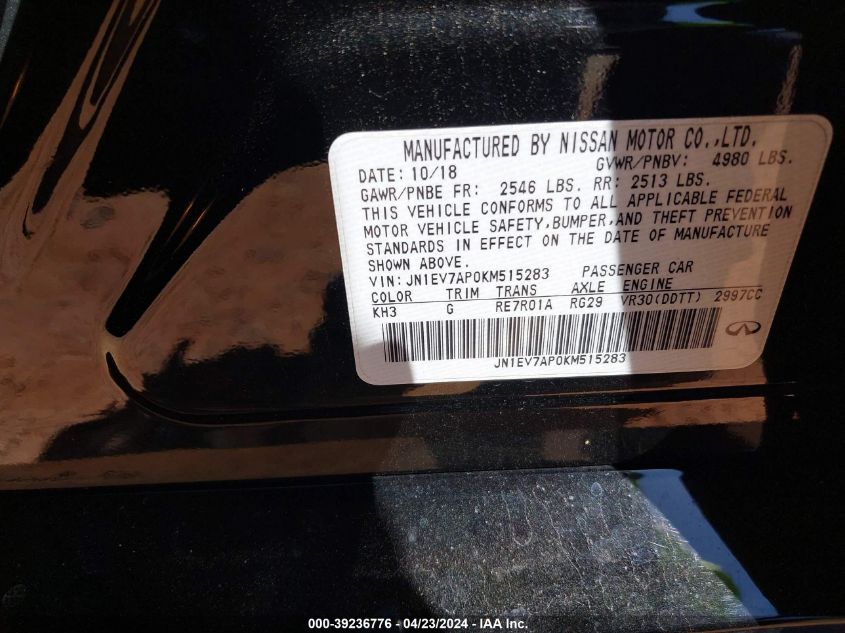 MANUFACTURED BY NISSAN MOTOR CO.,LTD.
DATE: 10/18 GVWR/PNBV: 4980 LBS.
GAWR/PNBE FR: 2546 LBS. RR: 2513 LBS.
THIS VEHICLE CONFORMS TO ALL APPLICABLE FEDERAL
MOTOR VEHICLE SAFETY,BUMPER,AND THEFT PREVENTION
STANDARDS IN EFFECT ON THE DATE OF MANUFACTURE
SHOWN ABOVE.
VIN: JN1EV7AP0KM515283 PASSENGER CAR
COLOR TRIM TRANS AXLE ENGINE
KH3 G RE7R01A RG29 VR30(DDTT) 2997CC
JN1EV7AP0KM515283
000-39236776 — 04/23/2024 — IAA